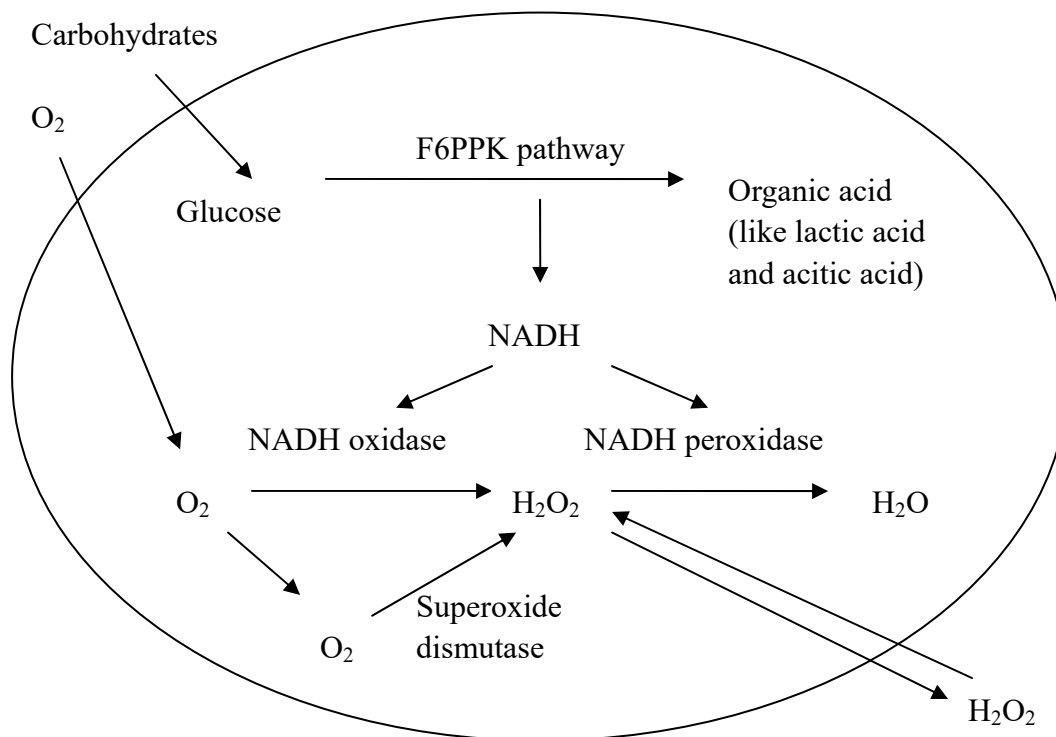 Carbohydrates
O₂
F6PPK pathway
Glucose
Organic acid
(like lactic acid
and acitic acid)
NADH
NADH oxidase
NADH peroxidase
O₂
H₂O₂
H₂O
O₂
Superoxide
dismutase
H₂O₂